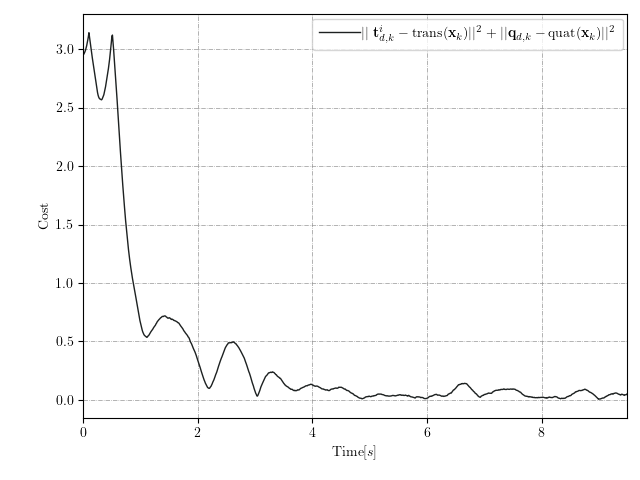 || t^i_{d,k} − trans(x_k)||² + ||q_{d,k} − quat(x_k)||²
3.0
2.5
2.0
1.5
1.0
0.5
0.0
Cost
0 2 4 6 8
Time[s]